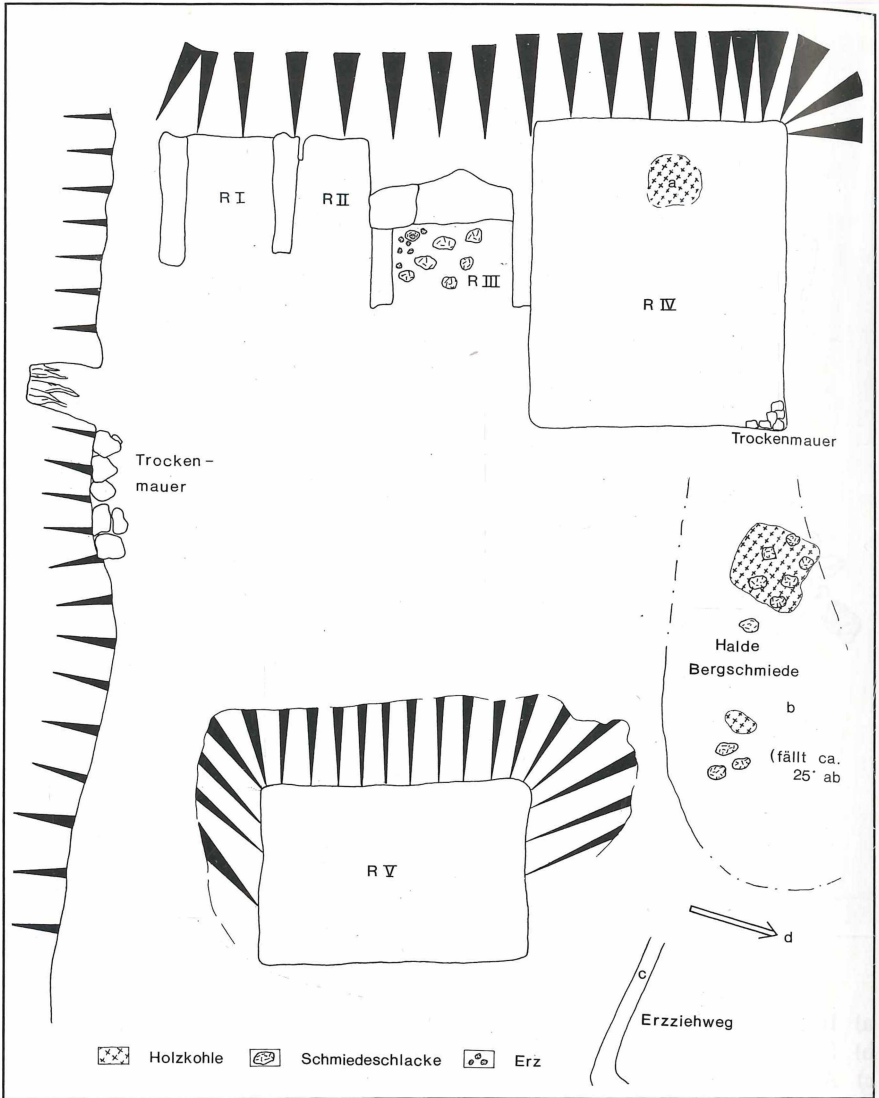 R I
R II
R III
a
R IV
Trockenmauer
Trocken-
mauer
Halde
Bergschmiede
b
(fällt ca.
25° ab
R V
d
c
Erzziehweg
Holzkohle
Schmiedeschlacke
Erz